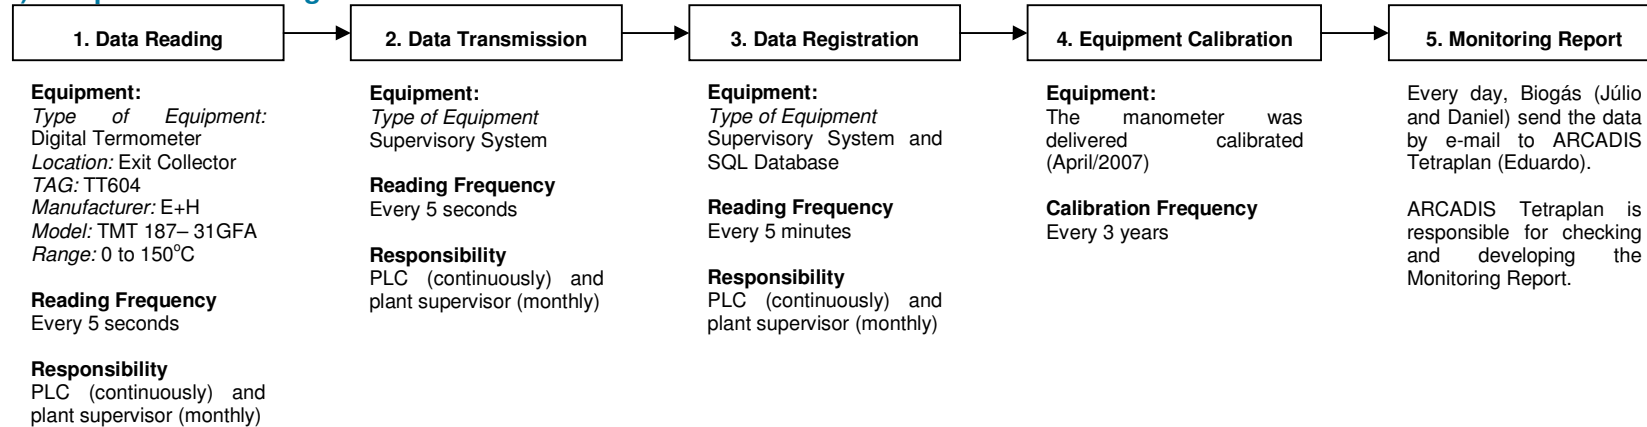 1. Data Reading
2. Data Transmission
3. Data Registration
4. Equipment Calibration
5. Monitoring Report
Equipment:
Type of Equipment:
Digital Termometer
Location: Exit Collector
TAG: TT604
Manufacturer: E+H
Model: TMT 187– 31GFA
Range: 0 to 150°C
Reading Frequency
Every 5 seconds
Responsibility
PLC (continuously) and
plant supervisor (monthly)
Equipment:
Type of Equipment
Supervisory System
Reading Frequency
Every 5 seconds
Responsibility
PLC (continuously) and
plant supervisor (monthly)
Equipment:
Type of Equipment
Supervisory System and
SQL Database
Reading Frequency
Every 5 minutes
Responsibility
PLC (continuously) and
plant supervisor (monthly)
Equipment:
The manometer was
delivered calibrated
(April/2007)
Calibration Frequency
Every 3 years
Every day, Biogás (Júlio
and Daniel) send the data
by e-mail to ARCADIS
Tetraplan (Eduardo).
ARCADIS Tetraplan is
responsible for checking
and developing the
Monitoring Report.